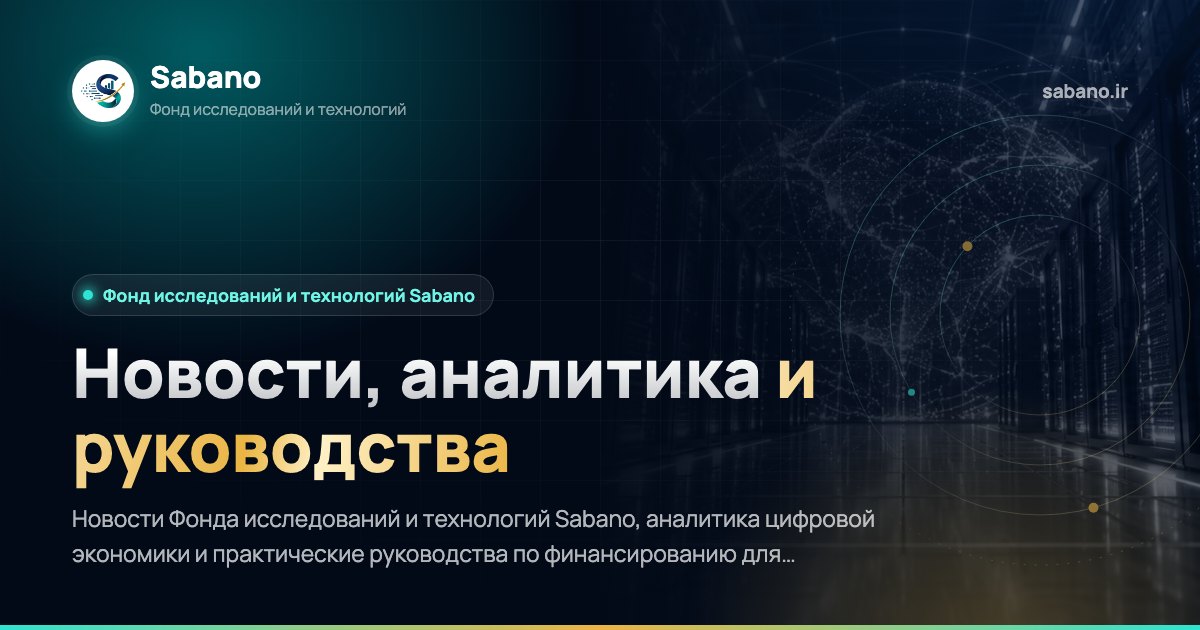 Sabano
Фонд исследований и технологий
sabano.ir
Фонд исследований и технологий Sabano
Новости, аналитика и
руководства
Новости Фонда исследований и технологий Sabano, аналитика цифровой
экономики и практические руководства по финансированию для...